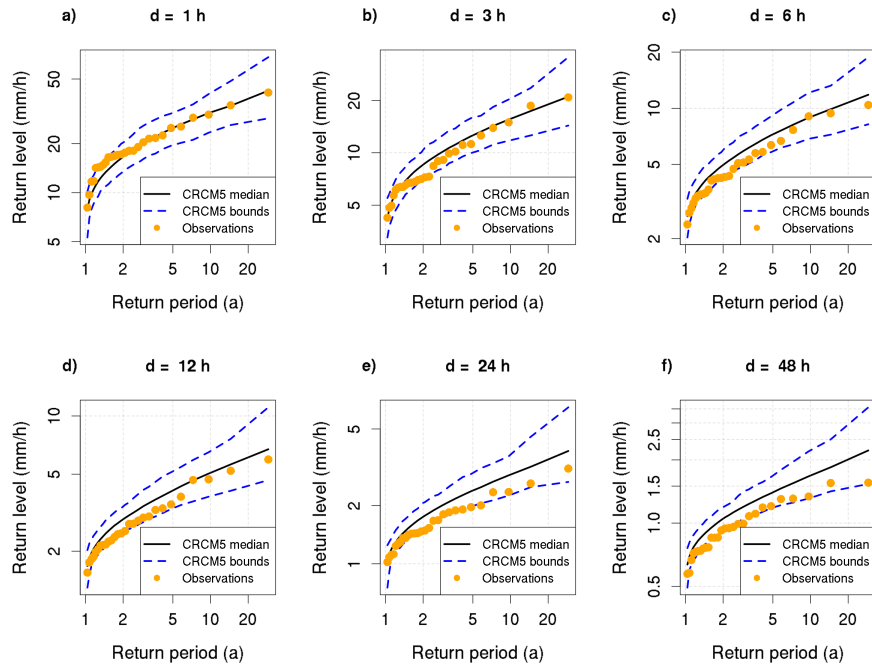 a) d = 1 h
Return level (mm/h)
50
20
10
5
CRCM5 median
CRCM5 bounds
Observations
1 2 5 10 20
Return period (a)
b) d = 3 h
Return level (mm/h)
20
10
5
CRCM5 median
CRCM5 bounds
Observations
1 2 5 10 20
Return period (a)
c) d = 6 h
Return level (mm/h)
20
10
5
2
CRCM5 median
CRCM5 bounds
Observations
1 2 5 10 20
Return period (a)
d) d = 12 h
Return level (mm/h)
10
5
2
CRCM5 median
CRCM5 bounds
Observations
1 2 5 10 20
Return period (a)
e) d = 24 h
Return level (mm/h)
5
2
1
CRCM5 median
CRCM5 bounds
Observations
1 2 5 10 20
Return period (a)
f) d = 48 h
Return level (mm/h)
2.5
1.5
1.0
0.5
CRCM5 median
CRCM5 bounds
Observations
1 2 5 10 20
Return period (a)